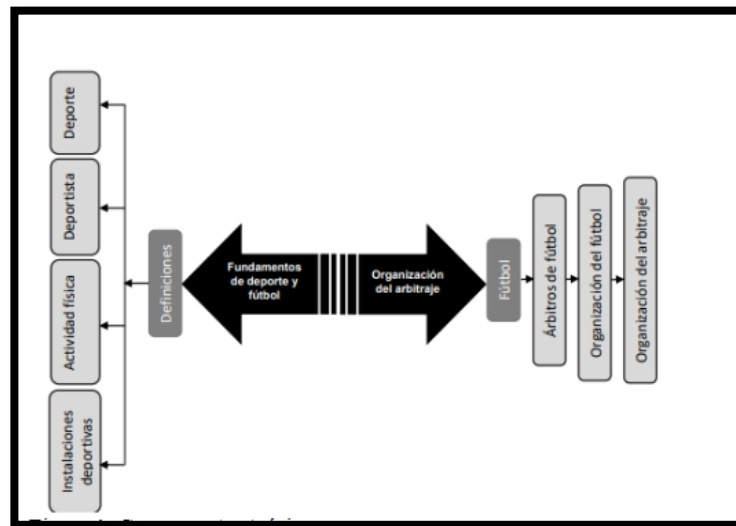 Deporte
Deportista
Actividad física
Instalaciones
deportivas
Definiciones
Fundamentos
de deporte y
fútbol
Organización
del arbitraje
Fútbol
Árbitros de fútbol
Organización del fútbol
Organización del arbitraje